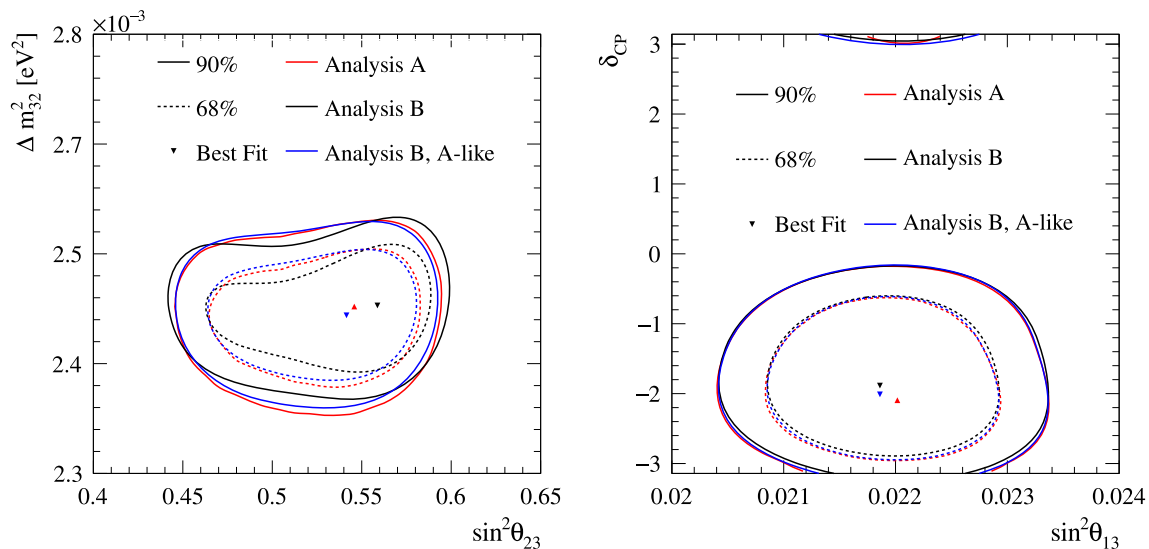 ×10⁻³
Δ m²₃₂ [eV²]
2.8
2.7
2.5
2.4
2.3
0.4
0.45
0.5
0.55
0.6
0.65
sin²θ₂₃
90%
Analysis A
68%
Analysis B
Best Fit
Analysis B, A-like
δCP
3
2
1
0
−1
−2
−3
0.02
0.021
0.022
0.023
0.024
sin²θ₁₃
90%
Analysis A
68%
Analysis B
Best Fit
Analysis B, A-like